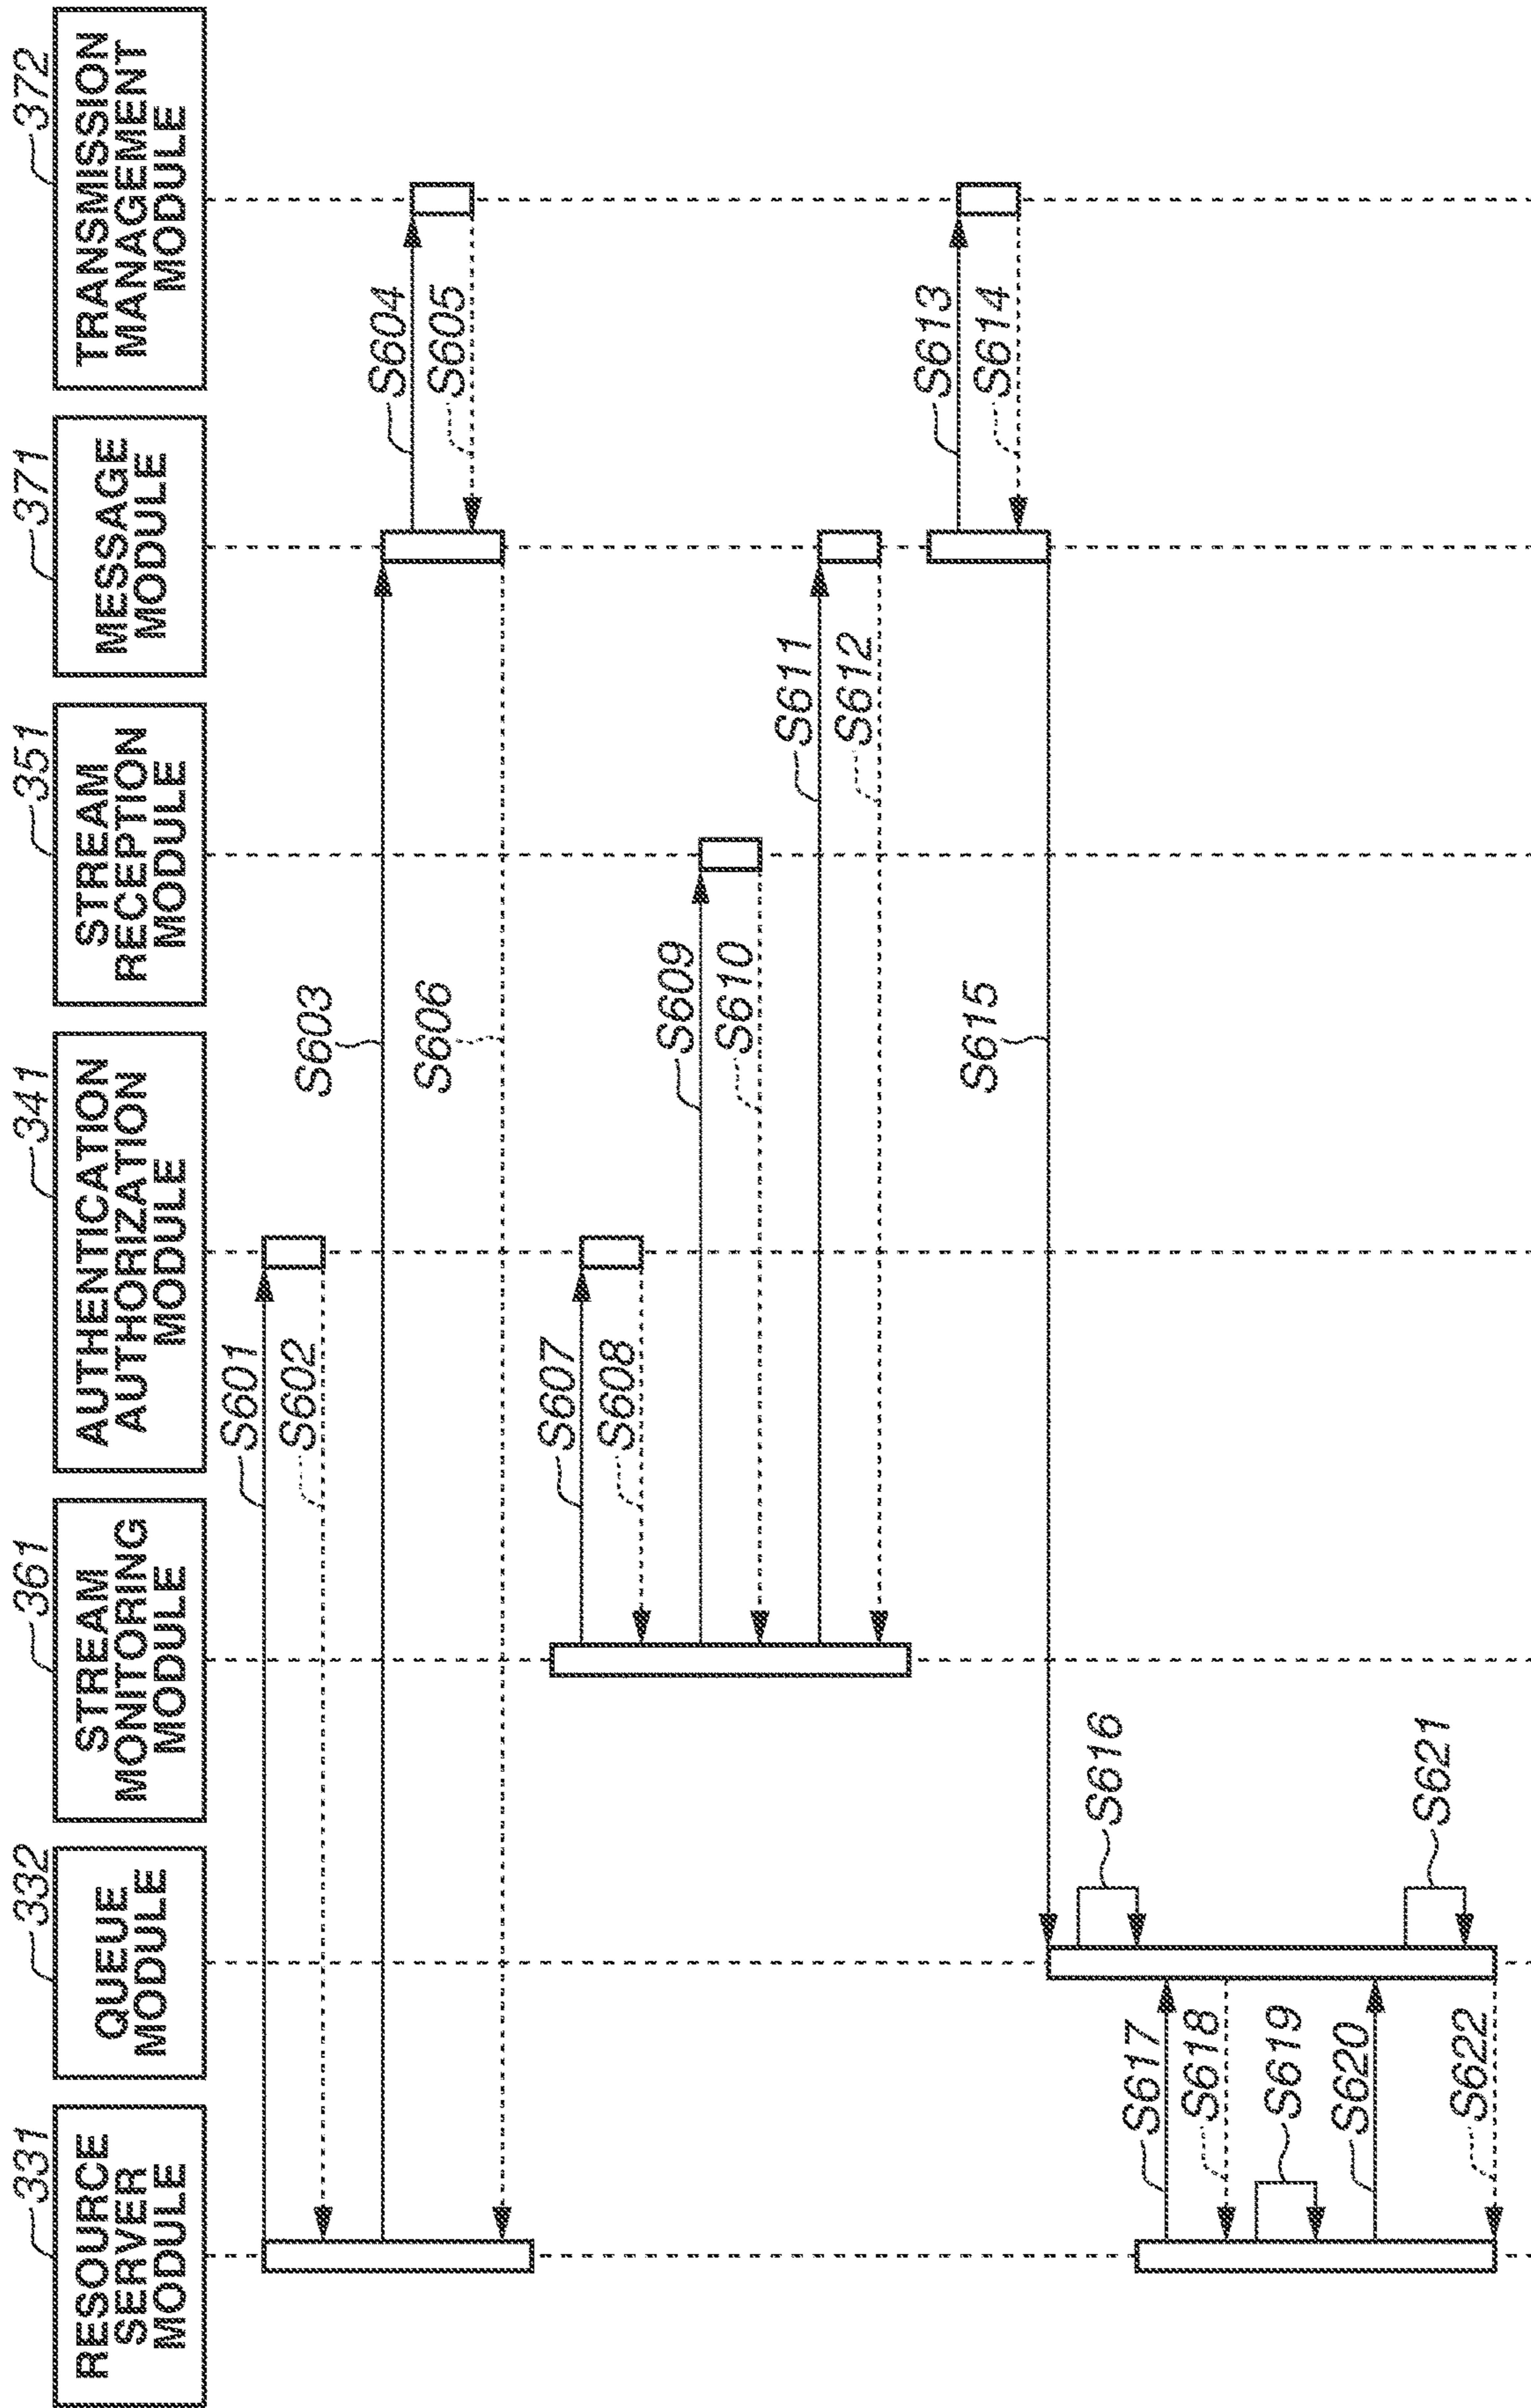 331
RESOURCE
SERVER
MODULE
332
QUEUE
MODULE
361
STREAM
MONITORING
MODULE
341
AUTHENTICATION
AUTHORIZATION
MODULE
351
STREAM
RECEPTION
MODULE
371
MESSAGE
MODULE
372
TRANSMISSION
MANAGEMENT
MODULE
S601
S602
S603
S604
S605
S606
S607
S608
S609
S610
S611
S612
S613
S614
S615
S616
S617
S618
S619
S620
S621
S622